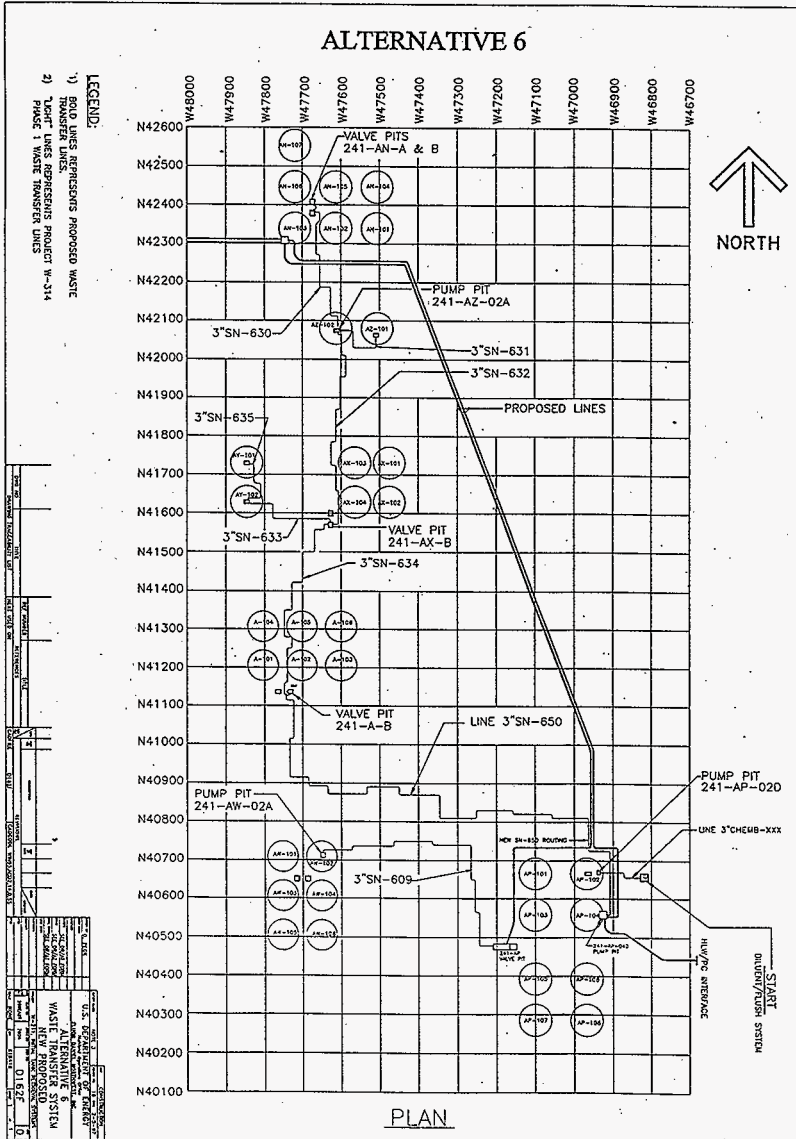 ALTERNATIVE 6
W48000
W47900
W47800
W47700
W47600
W47500
W47400
W47300
W47200
W47100
W47000
W46900
W46800
W46700
LEGEND:
1) BOLD LINES REPRESENTS PROPOSED WASTE
TRANSFER LINES.
2) "LIGHT" LINES REPRESENTS PROJECT W-314
PHASE 1 WASTE TRANSFER LINES
NORTH
N42600
N42500
N42400
N42300
N42200
N42100
N42000
N41900
N41800
N41700
N41600
N41500
N41400
N41300
N41200
N41100
N41000
N40900
N40800
N40700
N40600
N40500
N40400
N40300
N40200
N40100
VALVE PITS
241-AN-A & B
AN-107
AN-106
AN-105
AN-104
AN-103
AN-102
AN-101
PUMP PIT
241-AZ-02A
3"SN-630
AZ-102
AZ-101
3"SN-631
3"SN-632
PROPOSED LINES
3"SN-635
AY-101
AX-103
AX-101
AY-102
AX-104
AX-102
3"SN-633
VALVE PIT
241-AX-B
3"SN-634
A-104
A-105
A-106
A-101
A-102
A-103
VALVE PIT
241-A-B
LINE 3"SN-650
PUMP PIT
241-AW-02A
PUMP PIT
241-AP-02D
LINE 3"CHEMB-XXX
NEW SN-650 ROUTING
AW-101
AW-102
3"SN-609
AP-101
AP-102
AW-103
AW-104
AP-103
AP-104
AW-105
AW-106
241-AP
VALVE PIT
241-AP-04D
PUMP PIT
AP-105
AP-108
AP-107
AP-106
HLW/PC INTERFACE
START
DILUENT/FLUSH SYSTEM
PLAN
U.S. DEPARTMENT OF ENERGY
ALTERNATIVE 6
WASTE TRANSFER SYSTEM
NEW PROPOSED
0162F
0